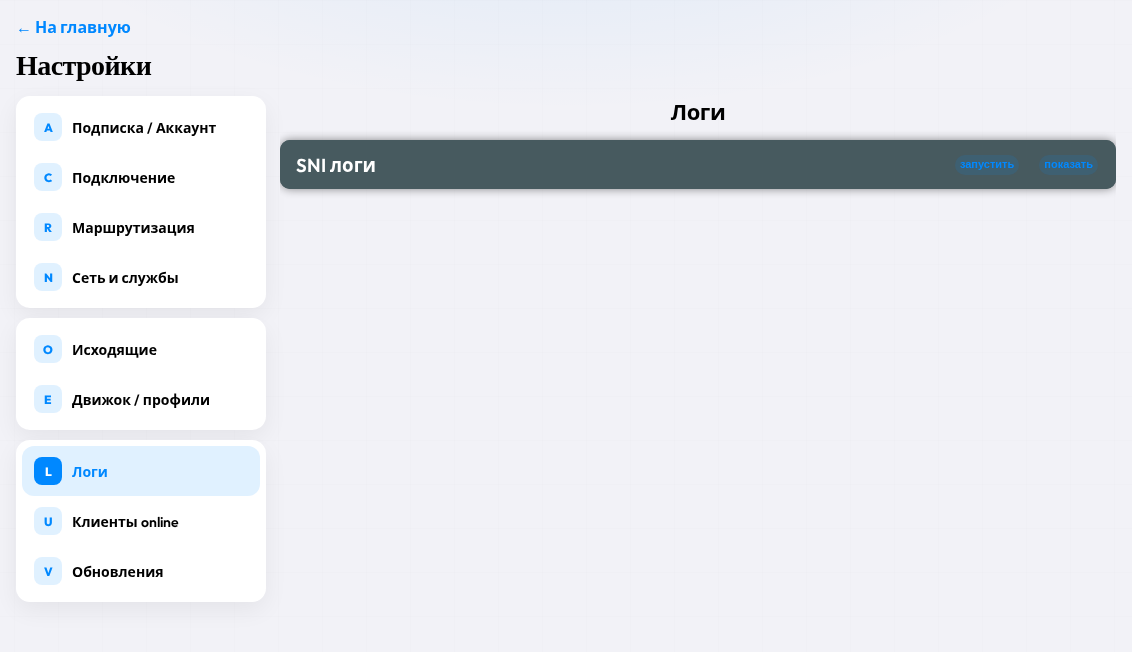 ← На главную
Настройки
A Подписка / Аккаунт
C Подключение
R Маршрутизация
N Сеть и службы
O Исходящие
E Движок / профили
L Логи
U Клиенты online
V Обновления
Логи
SNI логи запустить показать